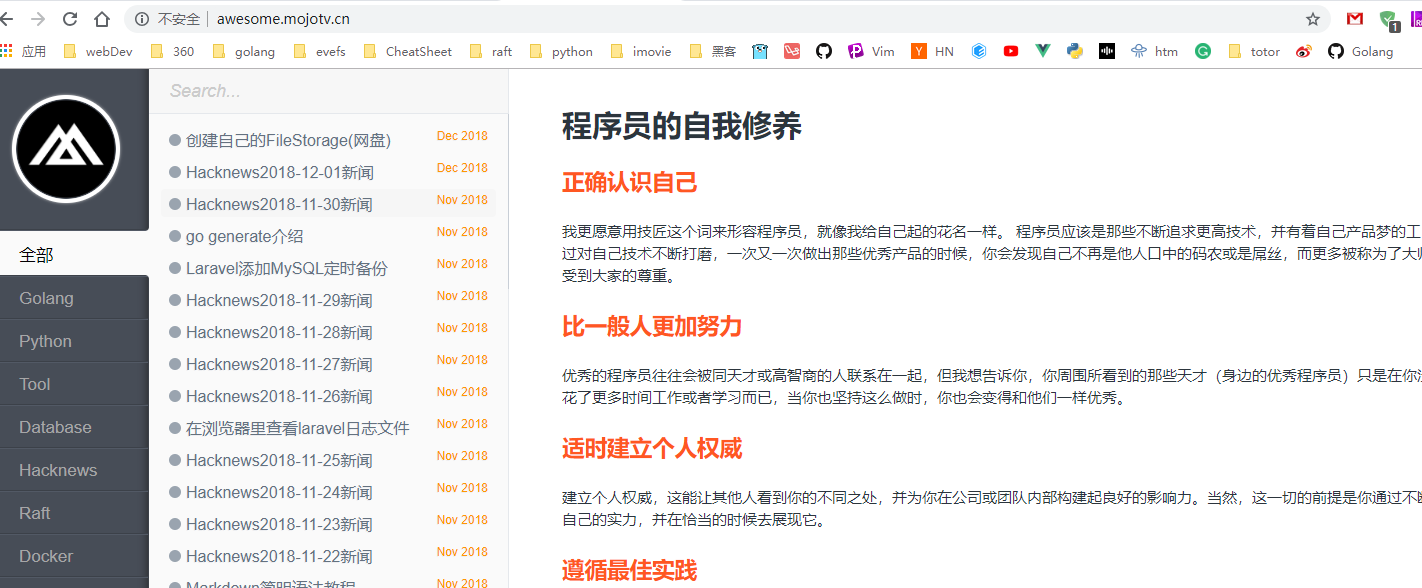 不安全 awesome.mojotv.cn
应用 webDev 360 golang evefs CheatSheet raft python imovie 黑客 Vim HN htm totor Golang
全部
Golang
Python
Tool
Database
Hacknews
Raft
Docker
Search...
创建自己的FileStorage(网盘) Dec 2018
Hacknews2018-12-01新闻 Dec 2018
Hacknews2018-11-30新闻 Nov 2018
go generate介绍 Nov 2018
Laravel添加MySQL定时备份 Nov 2018
Hacknews2018-11-29新闻 Nov 2018
Hacknews2018-11-28新闻 Nov 2018
Hacknews2018-11-27新闻 Nov 2018
Hacknews2018-11-26新闻 Nov 2018
在浏览器里查看laravel日志文件 Nov 2018
Hacknews2018-11-25新闻 Nov 2018
Hacknews2018-11-24新闻 Nov 2018
Hacknews2018-11-23新闻 Nov 2018
Hacknews2018-11-22新闻 Nov 2018
Markdown简明语法教程 Nov 2018
程序员的自我修养
正确认识自己
我更愿意用技匠这个词来形容程序员，就像我给自己起的花名一样。 程序员应该是那些不断追求更高技术，并有着自己产品梦的工
过对自己技术不断打磨，一次又一次做出那些优秀产品的时候，你会发现自己不再是他人口中的码农或是屌丝，而更多被称为了大师
受到大家的尊重。
比一般人更加努力
优秀的程序员往往会被同天才或高智商的人联系在一起，但我想告诉你，你周围所看到的那些天才（身边的优秀程序员）只是在你
花了更多时间工作或者学习而已，当你也坚持这么做时，你也会变得和他们一样优秀。
适时建立个人权威
建立个人权威，这能让其他人看到你的不同之处，并为你在公司或团队内部构建起良好的影响力。当然，这一切的前提是你通过不断
自己的实力，并在恰当的时候去展现它。
遵循最佳实践